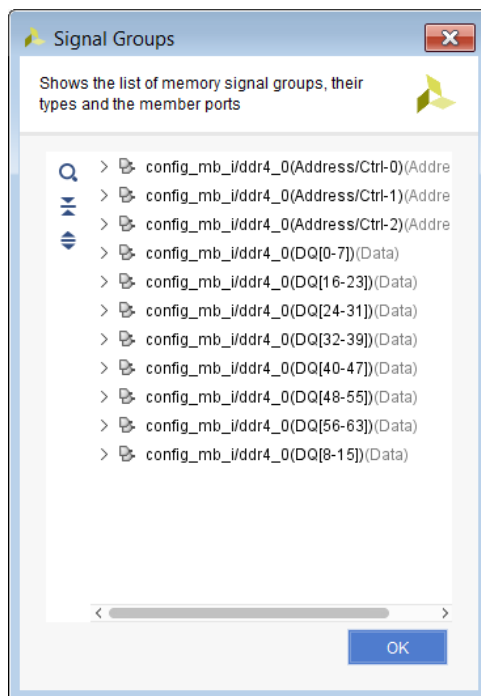 Signal Groups
Shows the list of memory signal groups, their
types and the member ports
config_mb_i/ddr4_0(Address/Ctrl-0)(Addre
config_mb_i/ddr4_0(Address/Ctrl-1)(Addre
config_mb_i/ddr4_0(Address/Ctrl-2)(Addre
config_mb_i/ddr4_0(DQ[0-7])(Data)
config_mb_i/ddr4_0(DQ[16-23])(Data)
config_mb_i/ddr4_0(DQ[24-31])(Data)
config_mb_i/ddr4_0(DQ[32-39])(Data)
config_mb_i/ddr4_0(DQ[40-47])(Data)
config_mb_i/ddr4_0(DQ[48-55])(Data)
config_mb_i/ddr4_0(DQ[56-63])(Data)
config_mb_i/ddr4_0(DQ[8-15])(Data)
OK